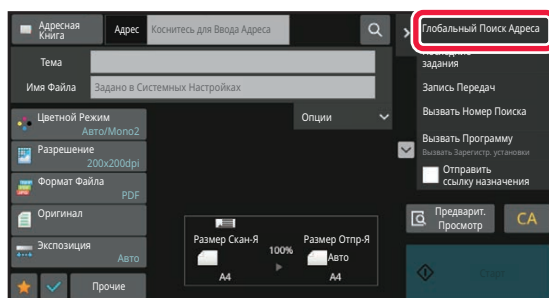 Адресная
Книга
Адрес
Коснитесь для Ввода Адреса
Тема
Имя Файла
Задано в Системных Настройках
Цветной Режим
Авто/Mono2
Опции
Разрешение
200x200dpi
Формат Файла
PDF
Оригинал
Экспозиция
Авто
Прочие
Размер Скан-Я
100%
Размер Отпр-Я
Авто
A4
A4
Глобальный Поиск Адреса
задания
Запись Передач
Вызвать Номер Поиска
Вызвать Программу
Вызвать Зарегистр. установки
Отправить
ссылку назначения
Предварит.
Просмотр
CA
Старт